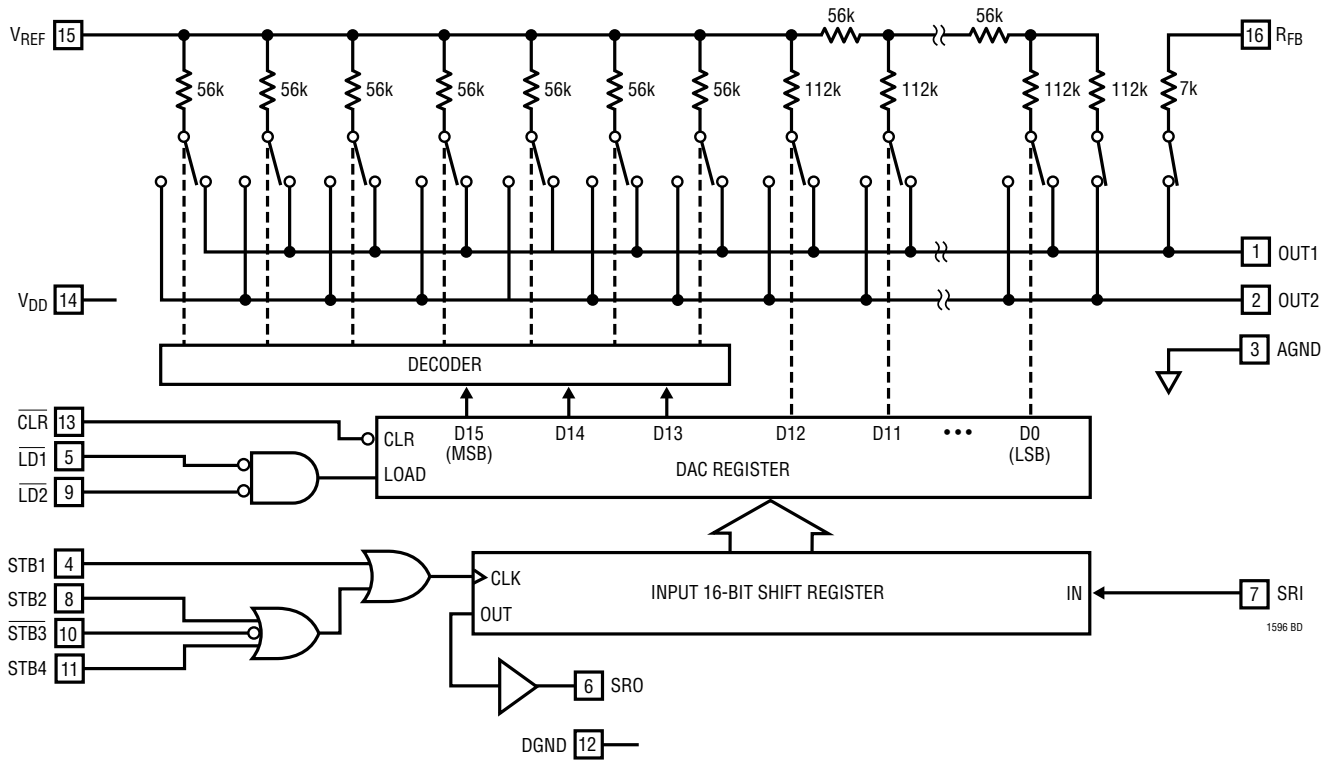 56k 56k
VREF 15 16 RFB
56k 56k 56k 56k 56k 56k 56k 112k 112k 112k 112k 7k
1 OUT1
VDD 14 2 OUT2
3 AGND
DECODER
CLR 13
D15 D14 D13 D12 D11 ••• D0
(MSB) (LSB)
CLR
LD1 5
LOAD DAC REGISTER
LD2 9
STB1 4
CLK INPUT 16-BIT SHIFT REGISTER IN 7 SRI
STB2 8
OUT
1596 BD
STB3 10
STB4 11
6 SRO
DGND 12